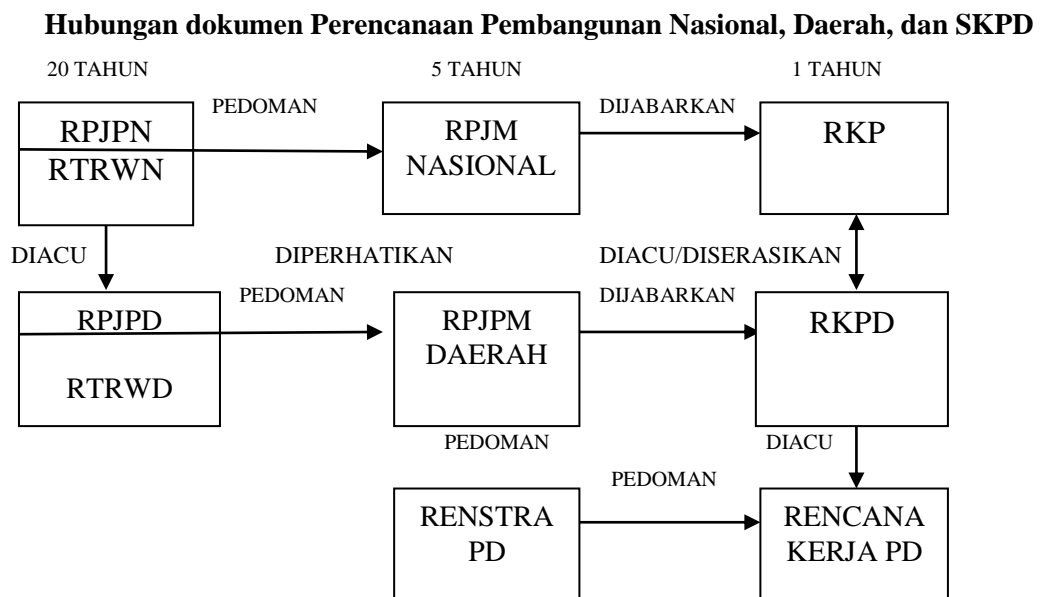 Hubungan dokumen Perencanaan Pembangunan Nasional, Daerah, dan SKPD
20 TAHUN
5 TAHUN
1 TAHUN
PEDOMAN
DIJABARKAN
RPJPN
RTRWN
RPJM
NASIONAL
RKP
DIACU
DIPERHATIKAN
DIACU/DISERASIKAN
PEDOMAN
DIJABARKAN
RPJPD
RTRWD
RPJPM
DAERAH
RKPD
PEDOMAN
DIACU
PEDOMAN
RENSTRA
PD
RENCANA
KERJA PD